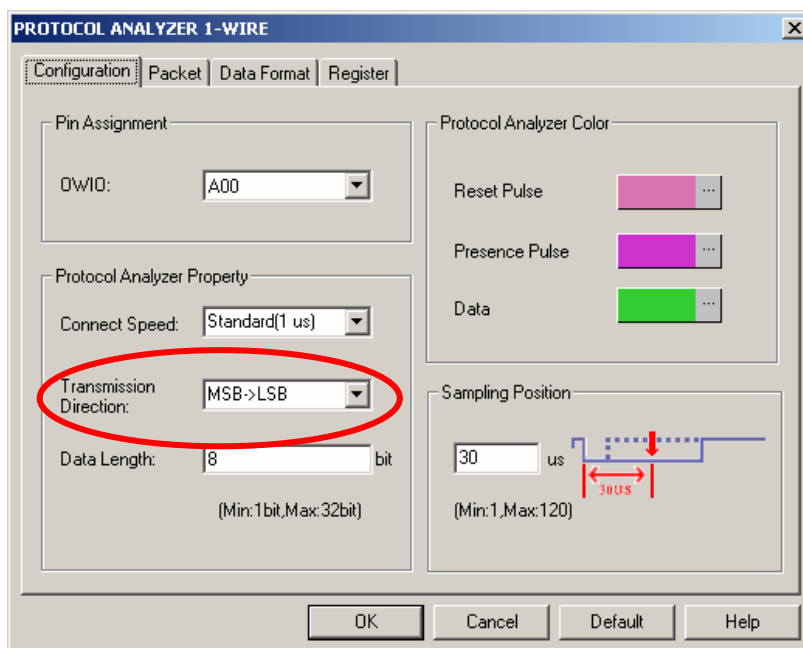 PROTOCOL ANALYZER 1-WIRE
Configuration Packet Data Format Register
Pin Assignment
OWIO: A00
Protocol Analyzer Property
Connect Speed: Standard(1 us)
Transmission
Direction: MSB->LSB
Data Length: 8 bit
(Min:1bit,Max:32bit)
Protocol Analyzer Color
Reset Pulse ...
Presence Pulse ...
Data ...
Sampling Position
30 us
30US
(Min:1,Max:120)
OK Cancel Default Help